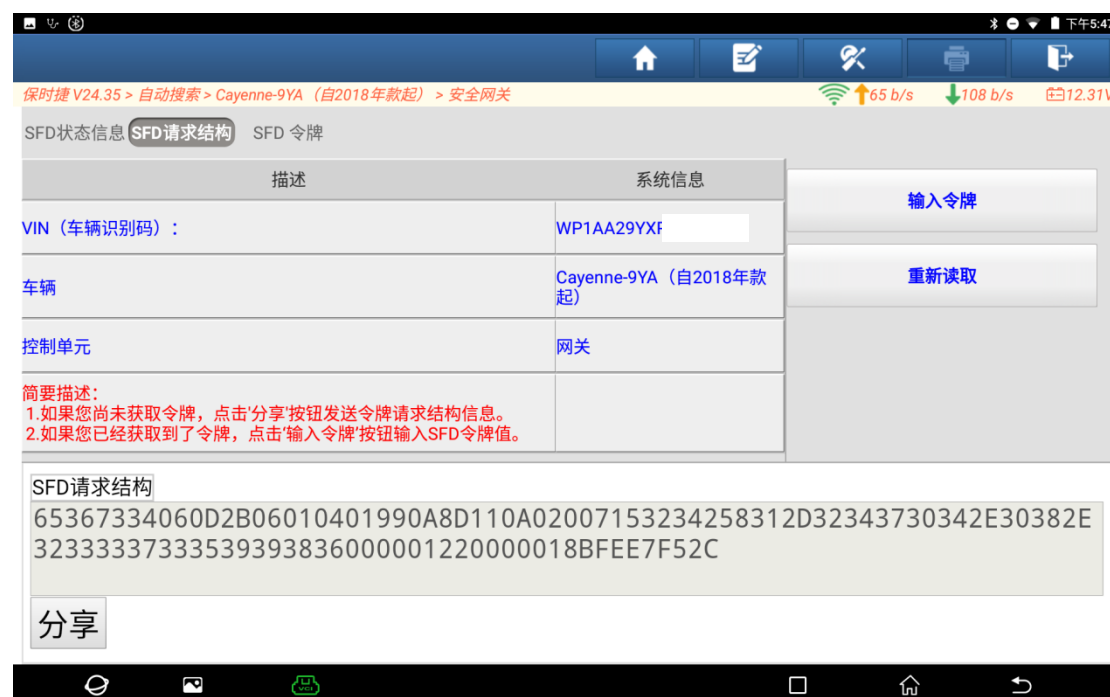 下午5:47
保时捷 V24.35 > 自动搜索 > Cayenne-9YA（自2018年款起）> 安全网关
65 b/s
108 b/s
12.31V
SFD状态信息
SFD请求结构
SFD 令牌
描述
系统信息
VIN（车辆识别码）：
WP1AA29YXF
车辆
Cayenne-9YA（自2018年款
起）
控制单元
网关
简要描述：
1.如果您尚未获取令牌，点击'分享'按钮发送令牌请求结构信息。
2.如果您已经获取到了令牌，点击'输入令牌'按钮输入SFD令牌值。
输入令牌
重新读取
SFD请求结构
65367334060D2B06010401990A8D110A02007153234258312D32343730342E30382E
32333337333539393836000001220000018BFEE7F52C
分享
VCI